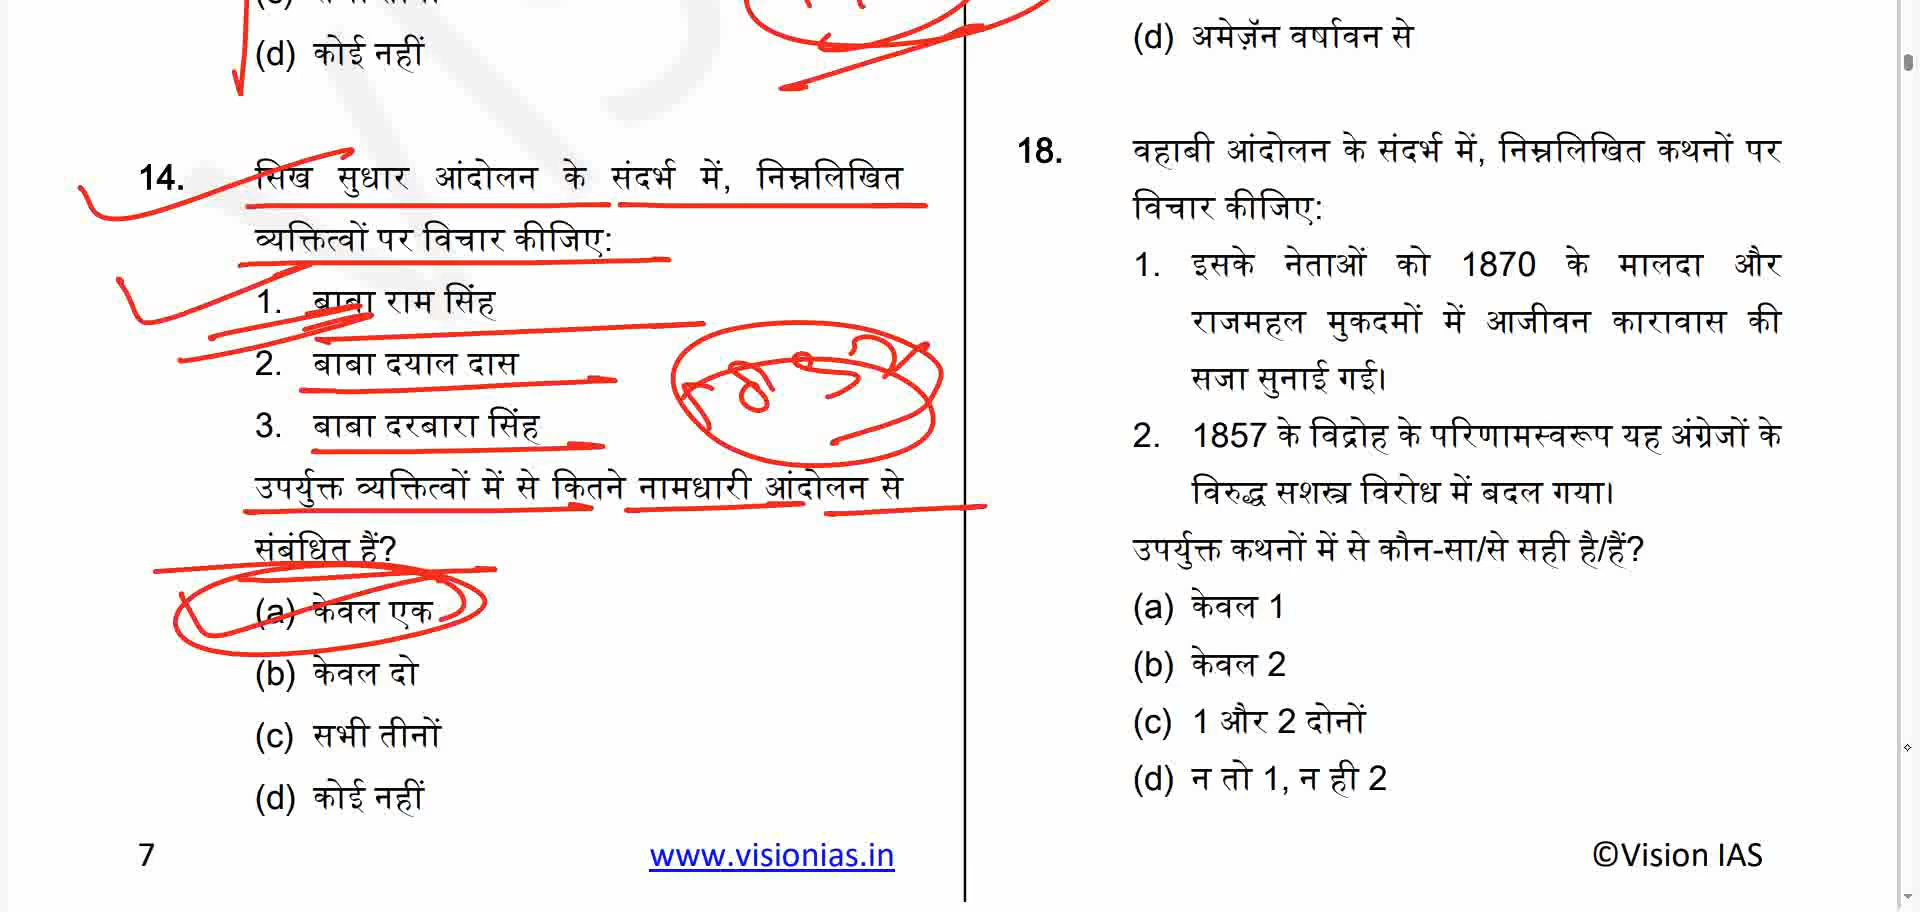 (d) कोई नहीं
14. सिख सुधार आंदोलन के संदर्भ में, निम्नलिखित
व्यक्तित्वों पर विचार कीजिए:
1. बाबा राम सिंह
2. बाबा दयाल दास
3. बाबा दरबारा सिंह
उपर्युक्त व्यक्तित्वों में से कितने नामधारी आंदोलन से
संबंधित हैं?
(a) केवल एक
(b) केवल दो
(c) सभी तीनों
(d) कोई नहीं
(d) अमेज़ॅन वर्षावन से
18. वहाबी आंदोलन के संदर्भ में, निम्नलिखित कथनों पर
विचार कीजिए:
1. इसके नेताओं को 1870 के मालदा और
राजमहल मुकदमों में आजीवन कारावास की
सजा सुनाई गई।
2. 1857 के विद्रोह के परिणामस्वरूप यह अंग्रेजों के
विरुद्ध सशस्त्र विरोध में बदल गया।
उपर्युक्त कथनों में से कौन-सा/से सही है/हैं?
(a) केवल 1
(b) केवल 2
(c) 1 और 2 दोनों
(d) न तो 1, न ही 2
7
www.visionias.in
©Vision IAS